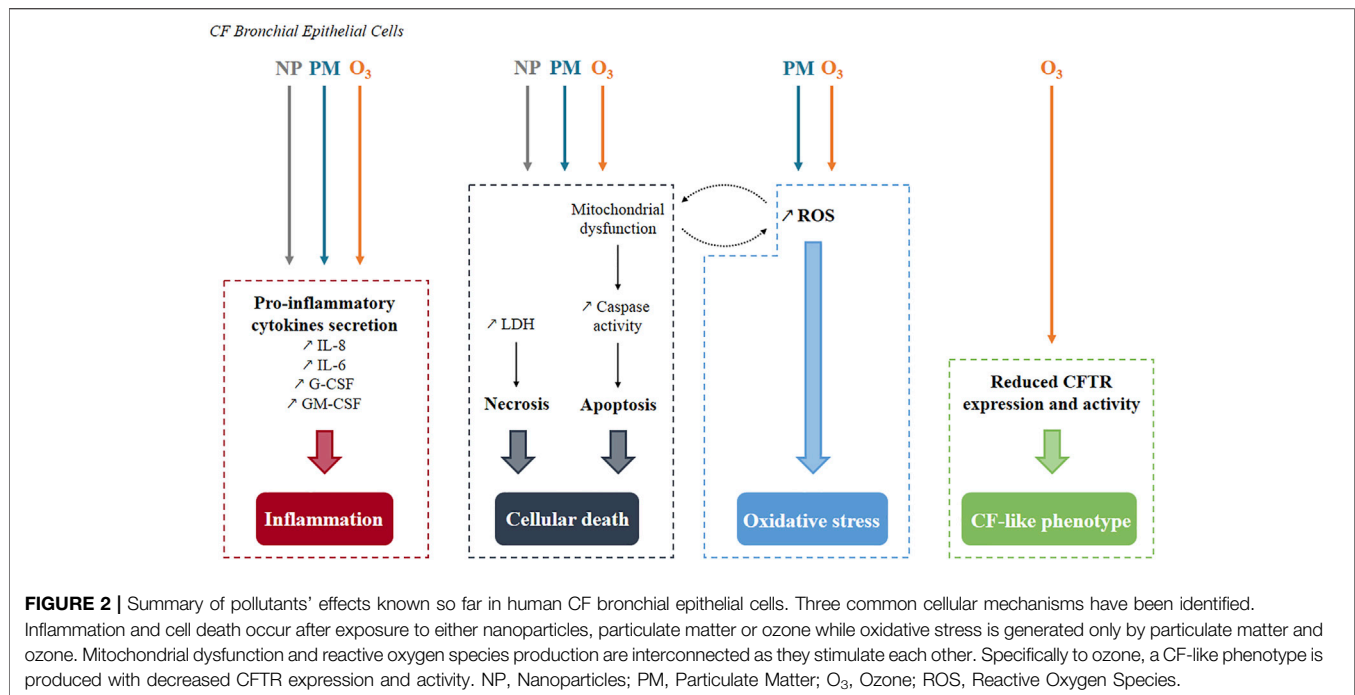 CF Bronchial Epithelial Cells
NP PM O₃
NP PM O₃
PM O₃
O₃
Pro-inflammatory
cytokines secretion
↗ IL-8
↗ IL-6
↗ G-CSF
↗ GM-CSF
Inflammation
Mitochondrial
dysfunction
↗ LDH
↗ Caspase
activity
Necrosis
Apoptosis
Cellular death
↗ ROS
Oxidative stress
Reduced CFTR
expression and activity
CF-like phenotype
FIGURE 2 | Summary of pollutants’ effects known so far in human CF bronchial epithelial cells. Three common cellular mechanisms have been identified.
Inflammation and cell death occur after exposure to either nanoparticles, particulate matter or ozone while oxidative stress is generated only by particulate matter and
ozone. Mitochondrial dysfunction and reactive oxygen species production are interconnected as they stimulate each other. Specifically to ozone, a CF-like phenotype is
produced with decreased CFTR expression and activity. NP, Nanoparticles; PM, Particulate Matter; O₃, Ozone; ROS, Reactive Oxygen Species.